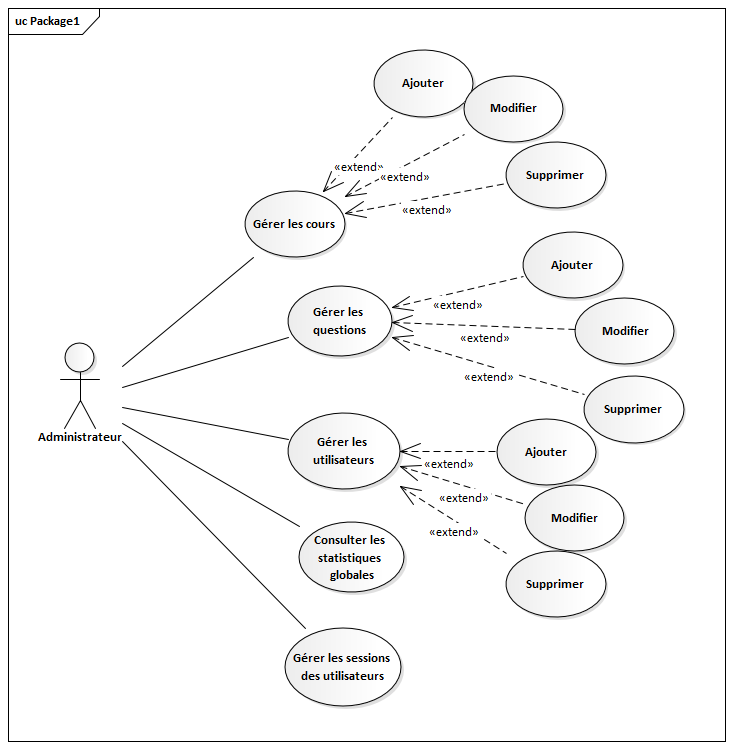 uc Package1
Ajouter
Modifier
«extend»
«extend»
Supprimer
«extend»
Gérer les cours
Ajouter
Gérer les
questions
«extend»
Modifier
«extend»
«extend»
Supprimer
Administrateur
Gérer les
utilisateurs
Ajouter
«extend»
«extend»
Modifier
«extend»
Consulter les
statistiques
globales
Supprimer
Gérer les sessions
des utilisateurs